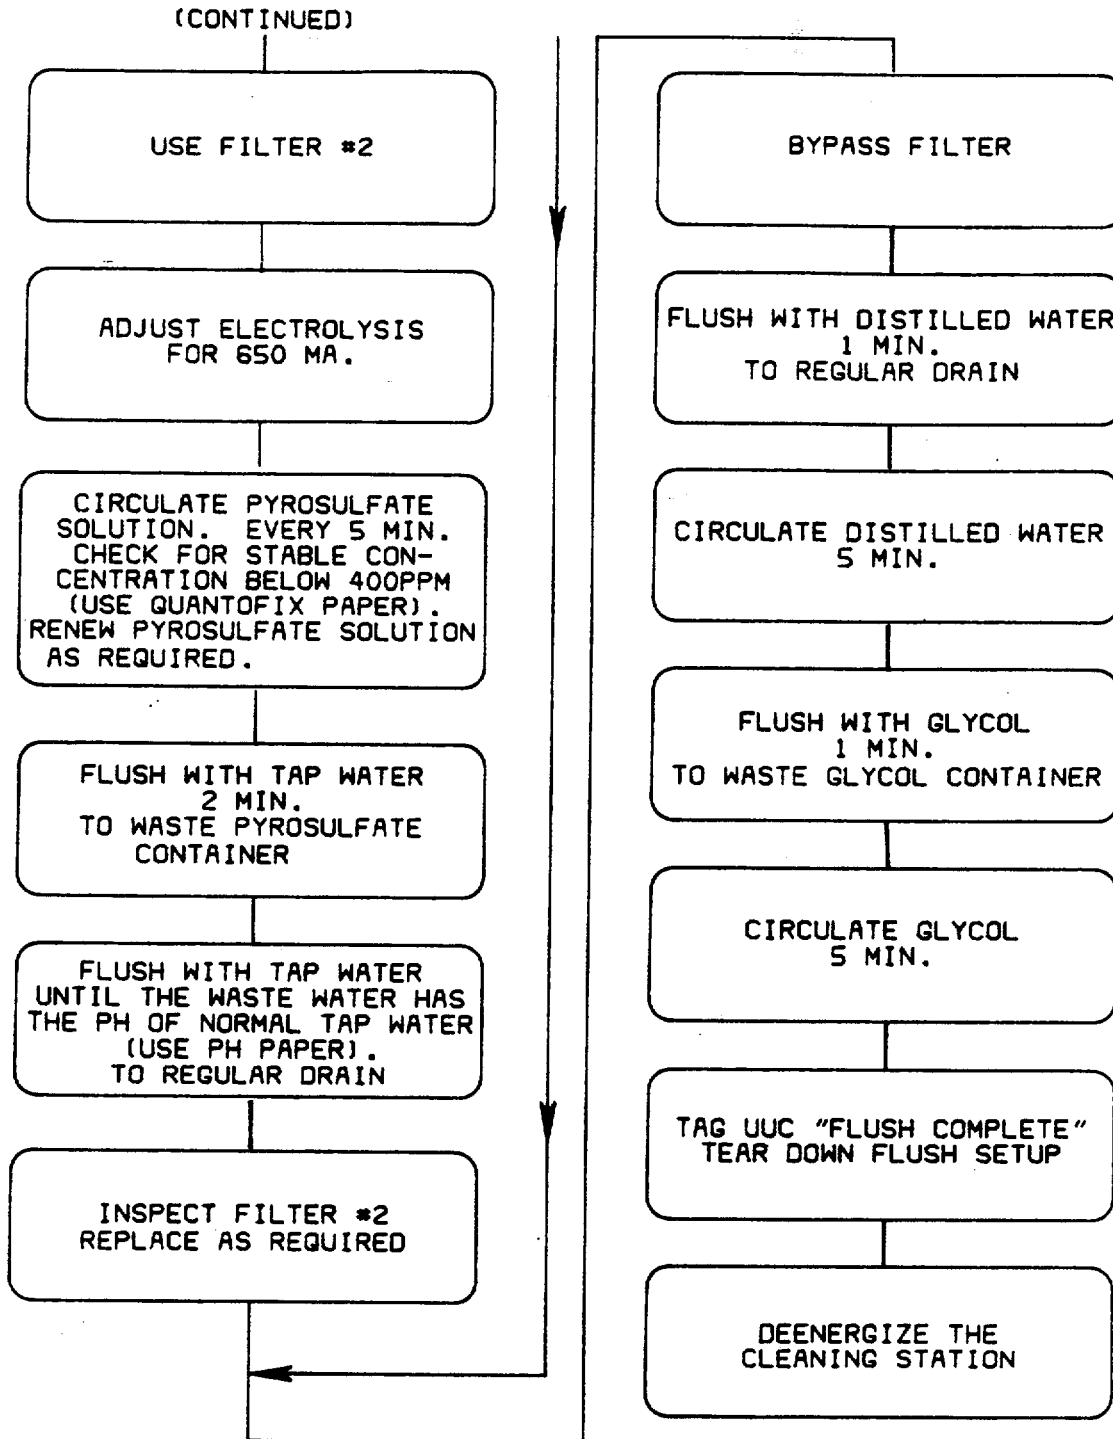 (CONTINUED)
USE FILTER #2
ADJUST ELECTROLYSIS
FOR 650 MA.
CIRCULATE PYROSULFATE
SOLUTION. EVERY 5 MIN.
CHECK FOR STABLE CON-
CENTRATION BELOW 400PPM
(USE QUANTOFIX PAPER).
RENEW PYROSULFATE SOLUTION
AS REQUIRED.
FLUSH WITH TAP WATER
2 MIN.
TO WASTE PYROSULFATE
CONTAINER
FLUSH WITH TAP WATER
UNTIL THE WASTE WATER HAS
THE PH OF NORMAL TAP WATER
(USE PH PAPER).
TO REGULAR DRAIN
INSPECT FILTER #2
REPLACE AS REQUIRED
BYPASS FILTER
FLUSH WITH DISTILLED WATER
1 MIN.
TO REGULAR DRAIN
CIRCULATE DISTILLED WATER
5 MIN.
FLUSH WITH GLYCOL
1 MIN.
TO WASTE GLYCOL CONTAINER
CIRCULATE GLYCOL
5 MIN.
TAG UUC "FLUSH COMPLETE"
TEAR DOWN FLUSH SETUP
DEENERGIZE THE
CLEANING STATION